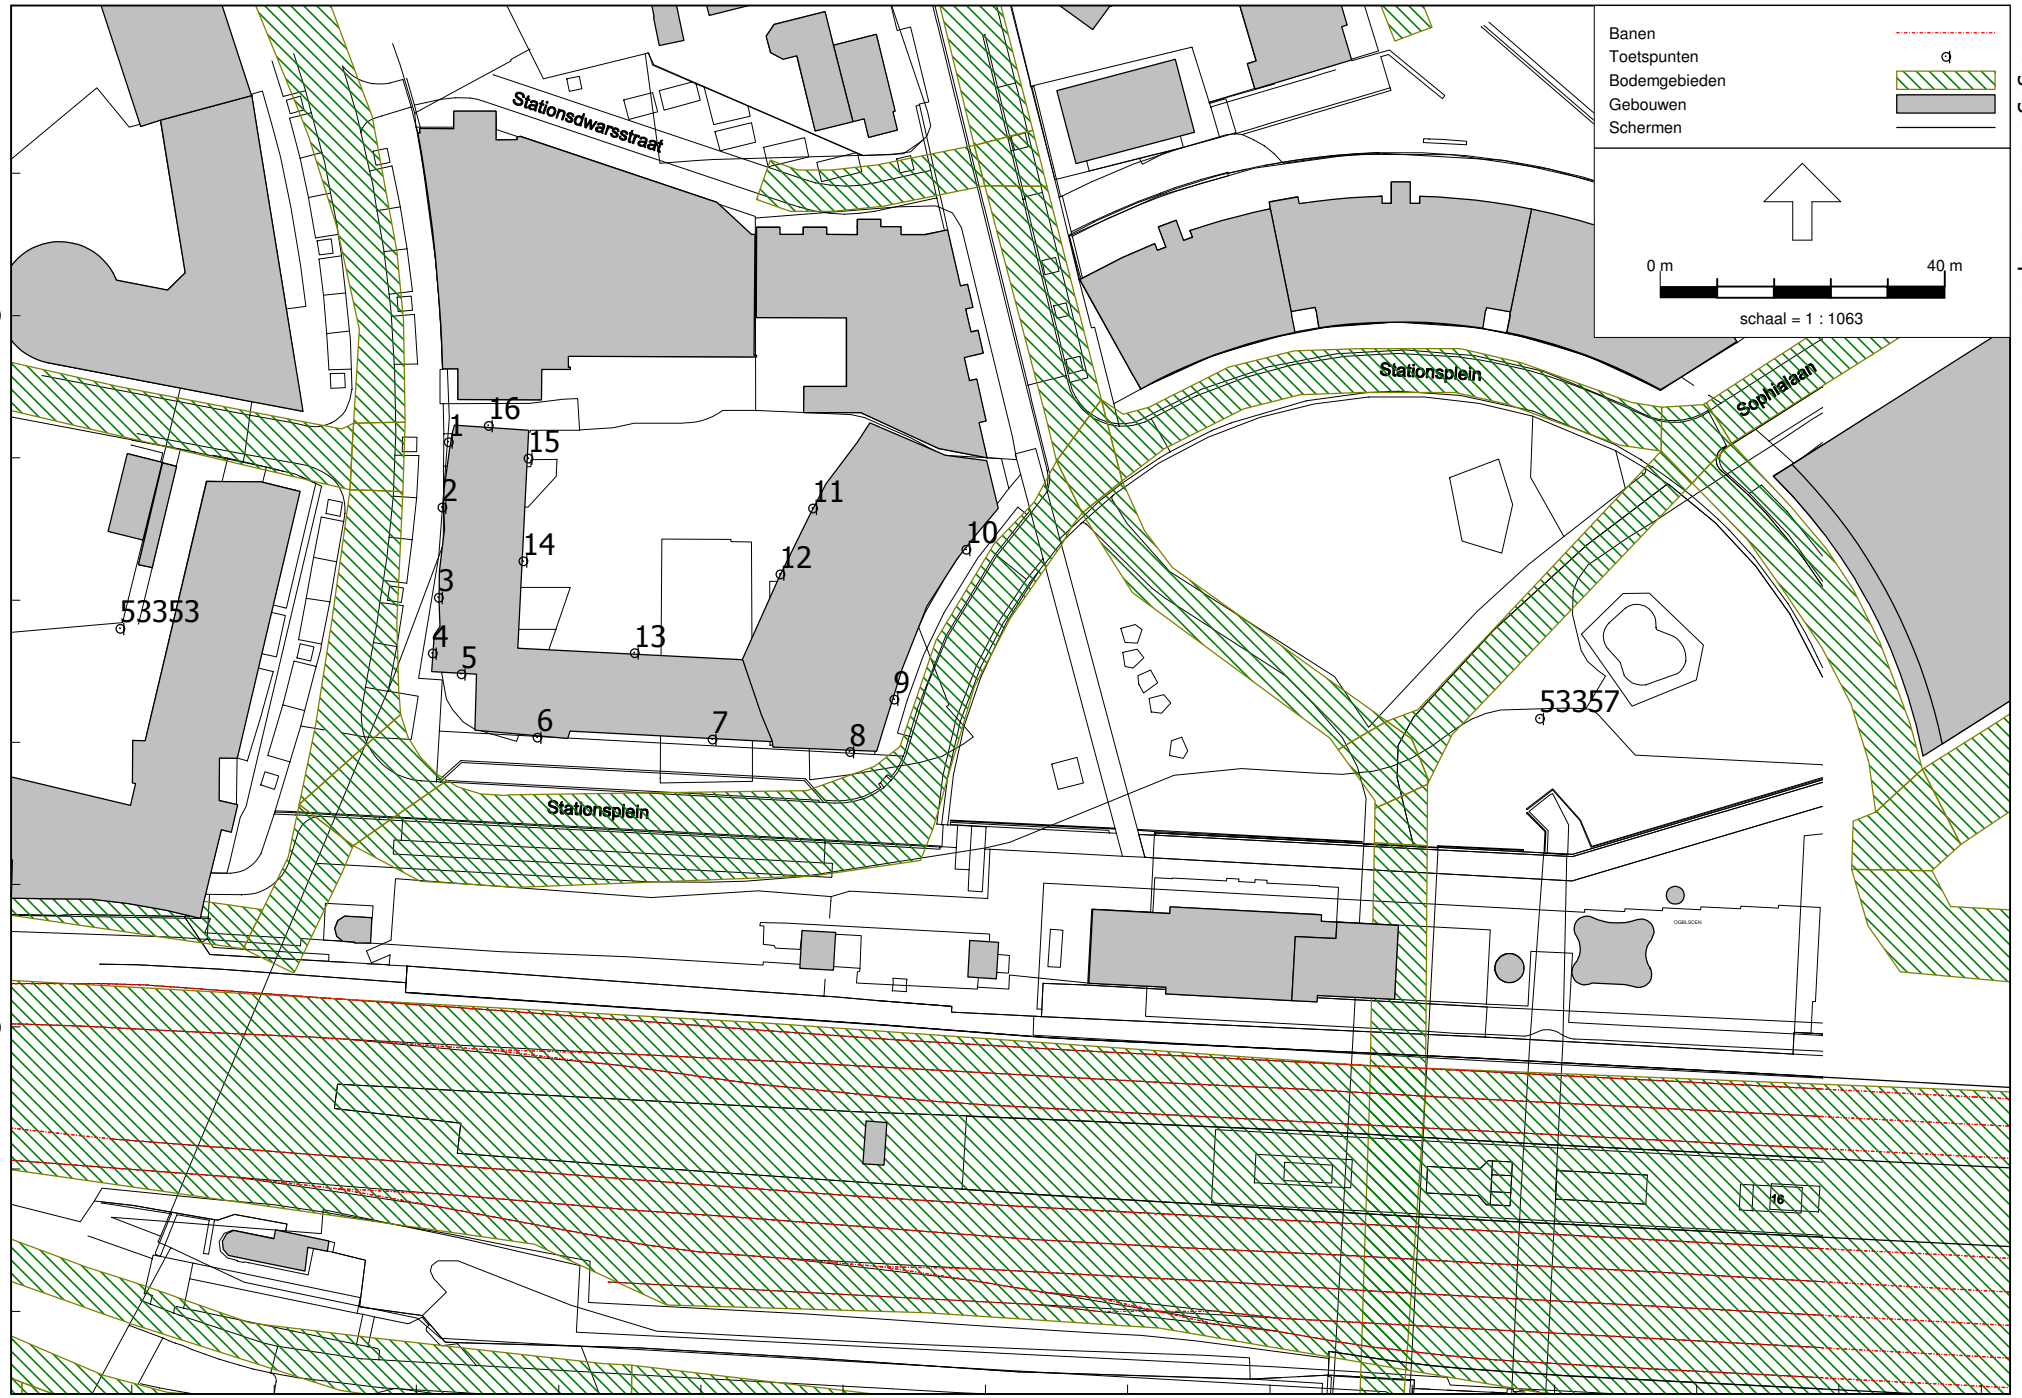 Banen
Toetspunten
Bodemgebieden
Gebouwen
Schermen
0 m 40 m
schaal = 1 : 1063
Stationsdwarsstraat
Stationsplein
Sophialaan
16
1
15
2
11
10
14
12
3
53353
4
13
5
9
53357
6
7
8
Stationsplein
OGBLSCEN
16